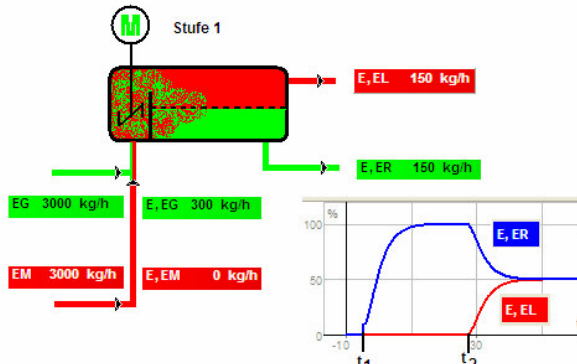 M
Stufe 1
E,EL 150 kg/h
E,ER 150 kg/h
EG 3000 kg/h E,EG 300 kg/h
EM 3000 kg/h E,EM 0 kg/h
%
100
E,ER
50
E,EL
0
-10 t1 t2 30